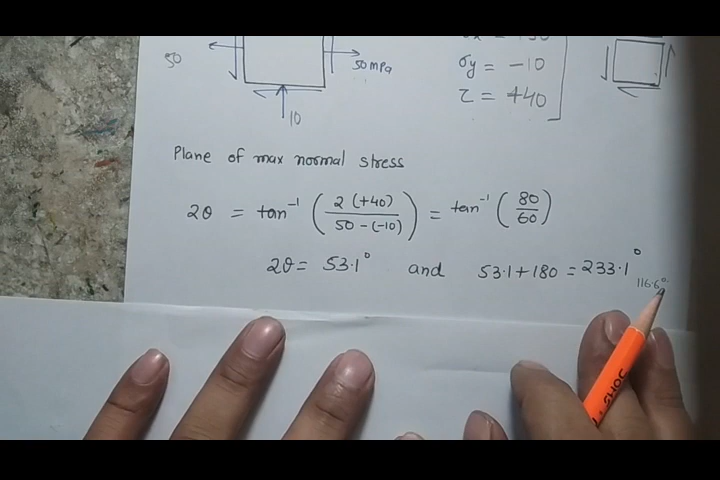 50
50 MPa
10
σy = -10
τ = +40
Plane of max normal stress
2θ = tan⁻¹ ( 2 (+40) / 50 - (-10) ) = tan⁻¹ ( 80 / 60 )
2θ = 53.1° and 53.1 + 180 = 233.1°
116.6°